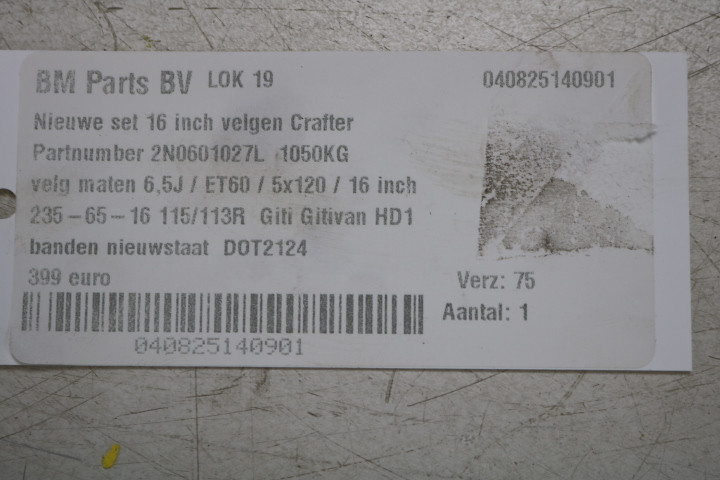 BM Parts BV LOK 19 040825140901
Nieuwe set 16 inch velgen Crafter
Partnumber 2N0601027L 1050KG
velg maten 6,5J / ET60 / 5x120 / 16 inch
235-65-16 115/113R Giti Gitivan HD1
banden nieuwstaat DOT2124
399 euro
Verz: 75
Aantal: 1
040825140901